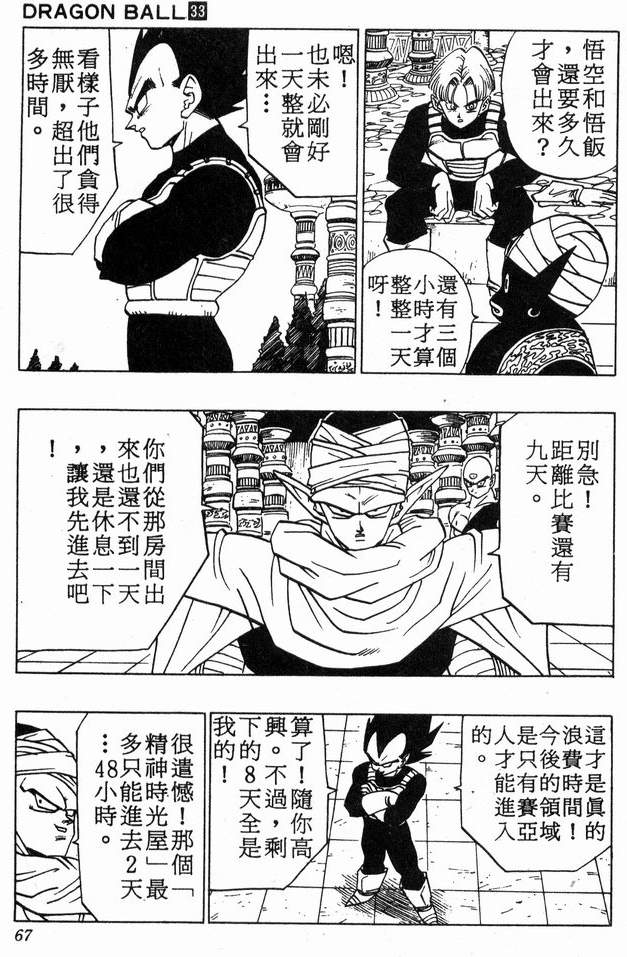 DRAGON BALL 33
悟空和悟飯
，還要多久
才會出來？
還有三個
小時才算
整整一天
呀！
嗯！
也未必剛好
一天整就會
出來…
看樣子他們貪得
無厭，超出了很
多時間。
別急！
距離比賽還有
九天。
你們從那房間出
來也還不到一天
，還是休息一下
，讓我先進去吧
！
這才是眞的
浪費時間！
今後的領域
是只有賽亞
人才能進入
的。
算了！隨你高
興。不過，剩
下的8天全是
我的！
很遺憾！那個「
精神時光屋」最
多只能進去2天
…48小時。
67